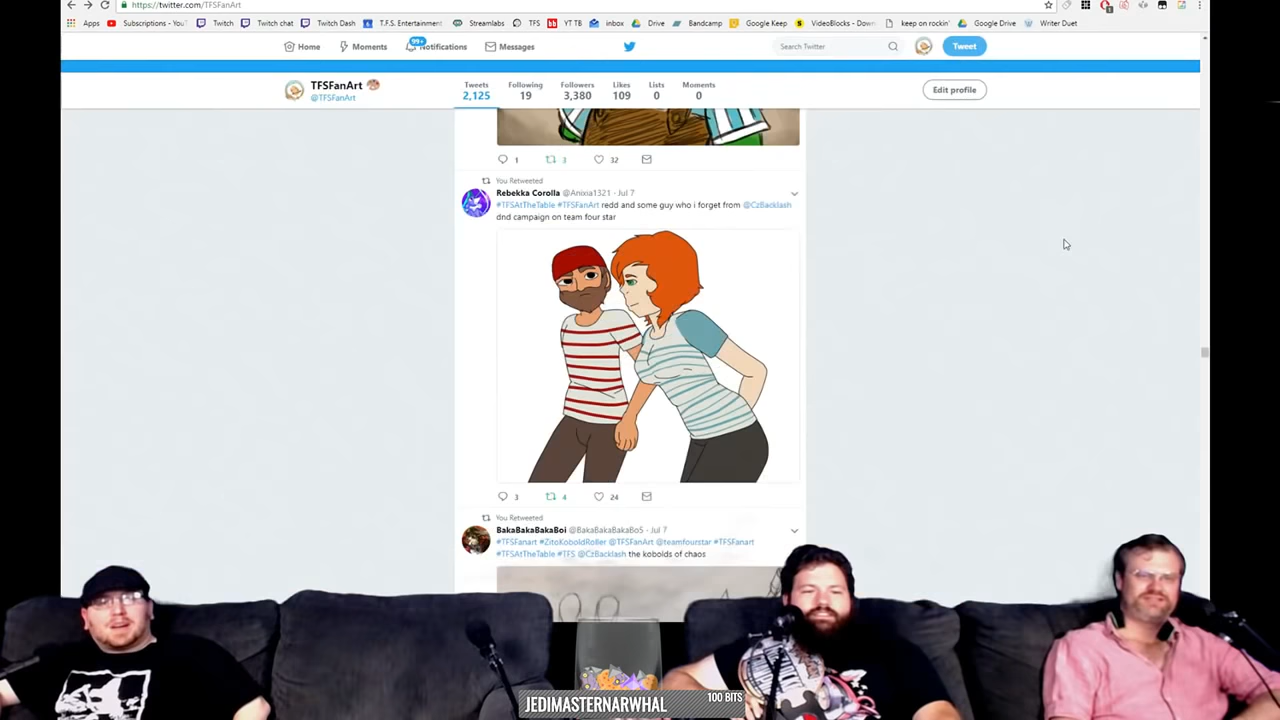 https://twitter.com/TFSFanArt
Apps Subscriptions - You Twitch Twitch chat Twitch Dash T.F.S. Entertainment Streamlabs TFS YT TB inbox Drive Bandcamp Google Keep VideoBlocks - Down keep on rockin' Google Drive Writer Duet
Home Moments 99+ Notifications Messages Search Twitter Tweet
TFSFanArt
@TFSFanArt
Tweets Following Followers Likes Lists Moments
2,125 19 3,380 109 0 0
Edit profile
1 3 32
You Retweeted
Rebekka Corolla @Anixia1321 - Jul 7
#TFSAtTheTable #TFSFanArt redd and some guy who i forget from @CzBacklash
dnd campaign on team four star
3 4 24
You Retweeted
BakaBakaBakaBoi @BakaBakaBakaBo5 - Jul 7
#TFSFanart #ZitoKoboldRoller @TFSFanArt @teamfourstar #TFSFanart
#TFSAtTheTable #TFS @CzBacklash the kobolds of chaos
JEDIMASTERNARWHAL 100 BITS